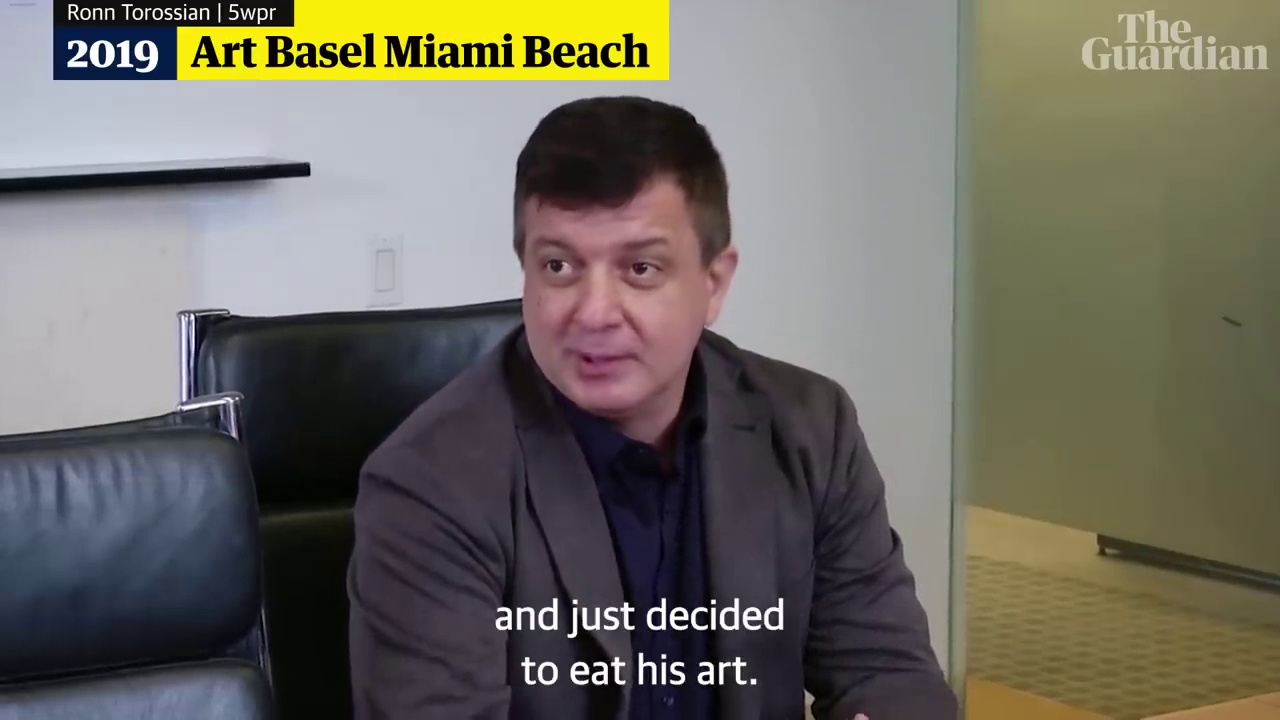 Ronn Torossian | 5wpr
2019 Art Basel Miami Beach
The
Guardian
and just decided
to eat his art.